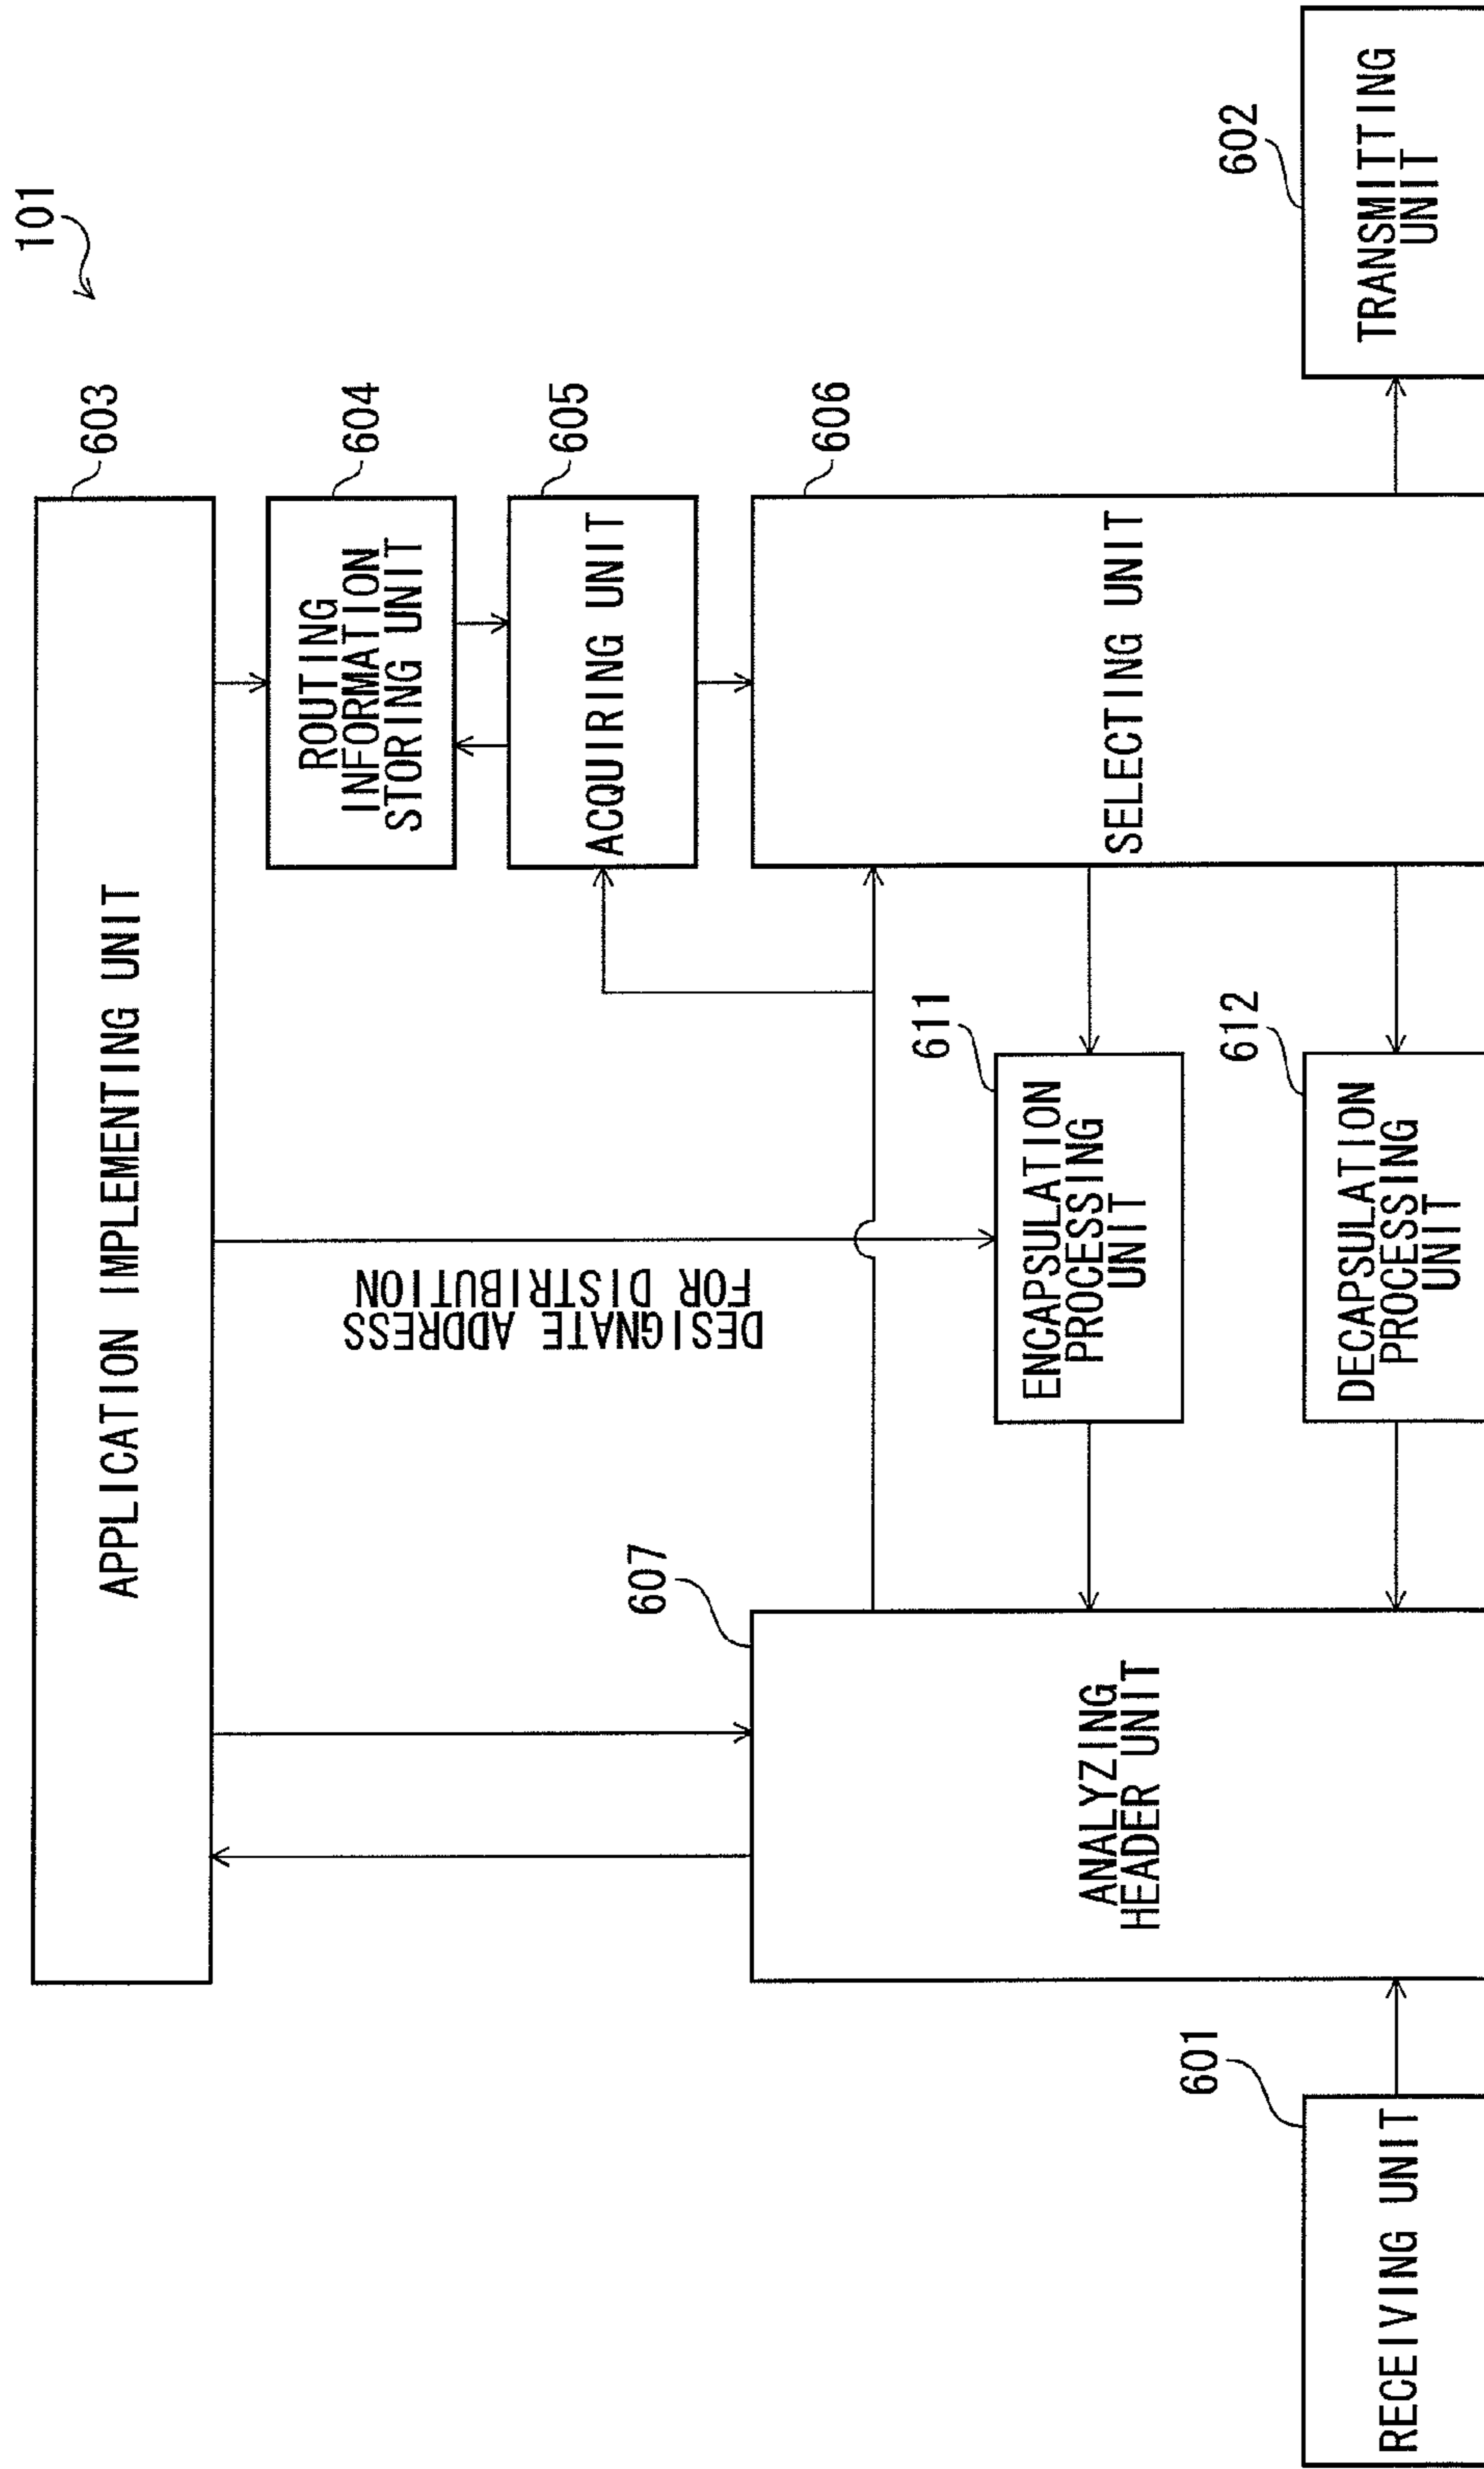 101
603
APPLICATION IMPLEMENTING UNIT
604
ROUTING
INFORMATION
STORING UNIT
605
ACQUIRING UNIT
606
SELECTING UNIT
602
TRANSMITTING
UNIT
DESIGNATE ADDRESS
FOR DISTRIBUTION
611
ENCAPSULATION
PROCESSING
UNIT
612
DECAPSULATION
PROCESSING
UNIT
607
ANALYZING
HEADER UNIT
601
RECEIVING UNIT